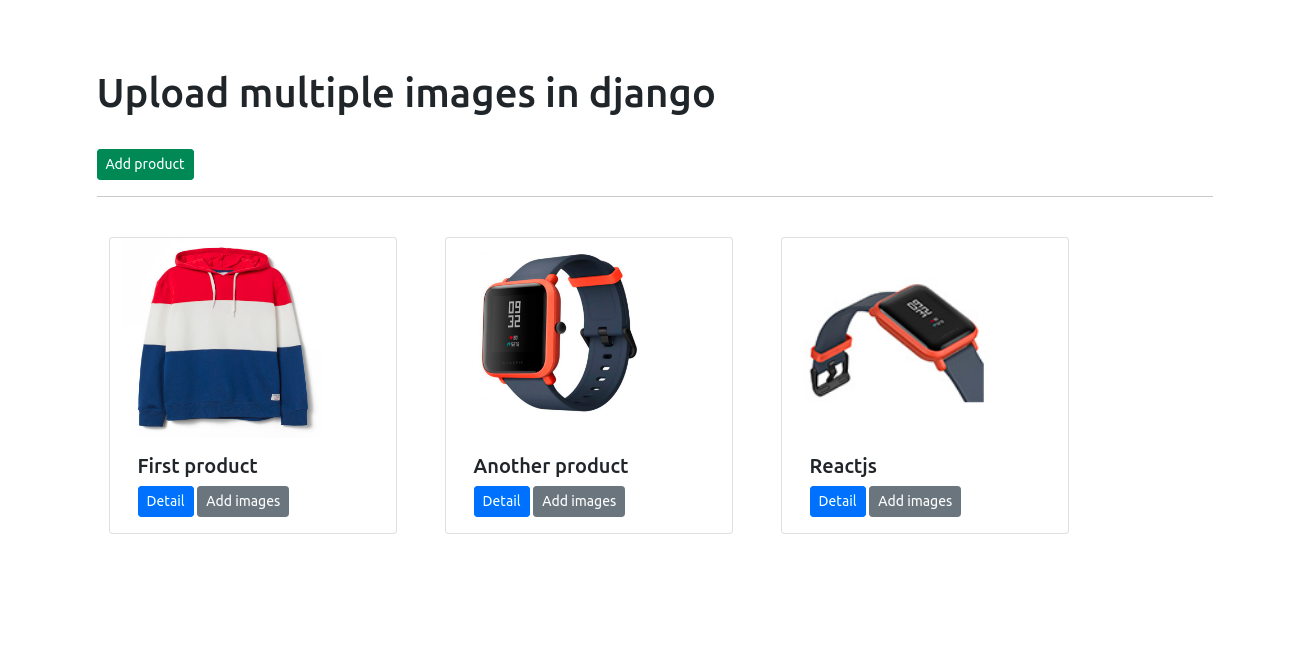 Upload multiple images in django
Add product
First product
Another product
Reactjs
Detail Add images
Detail Add images
Detail Add images